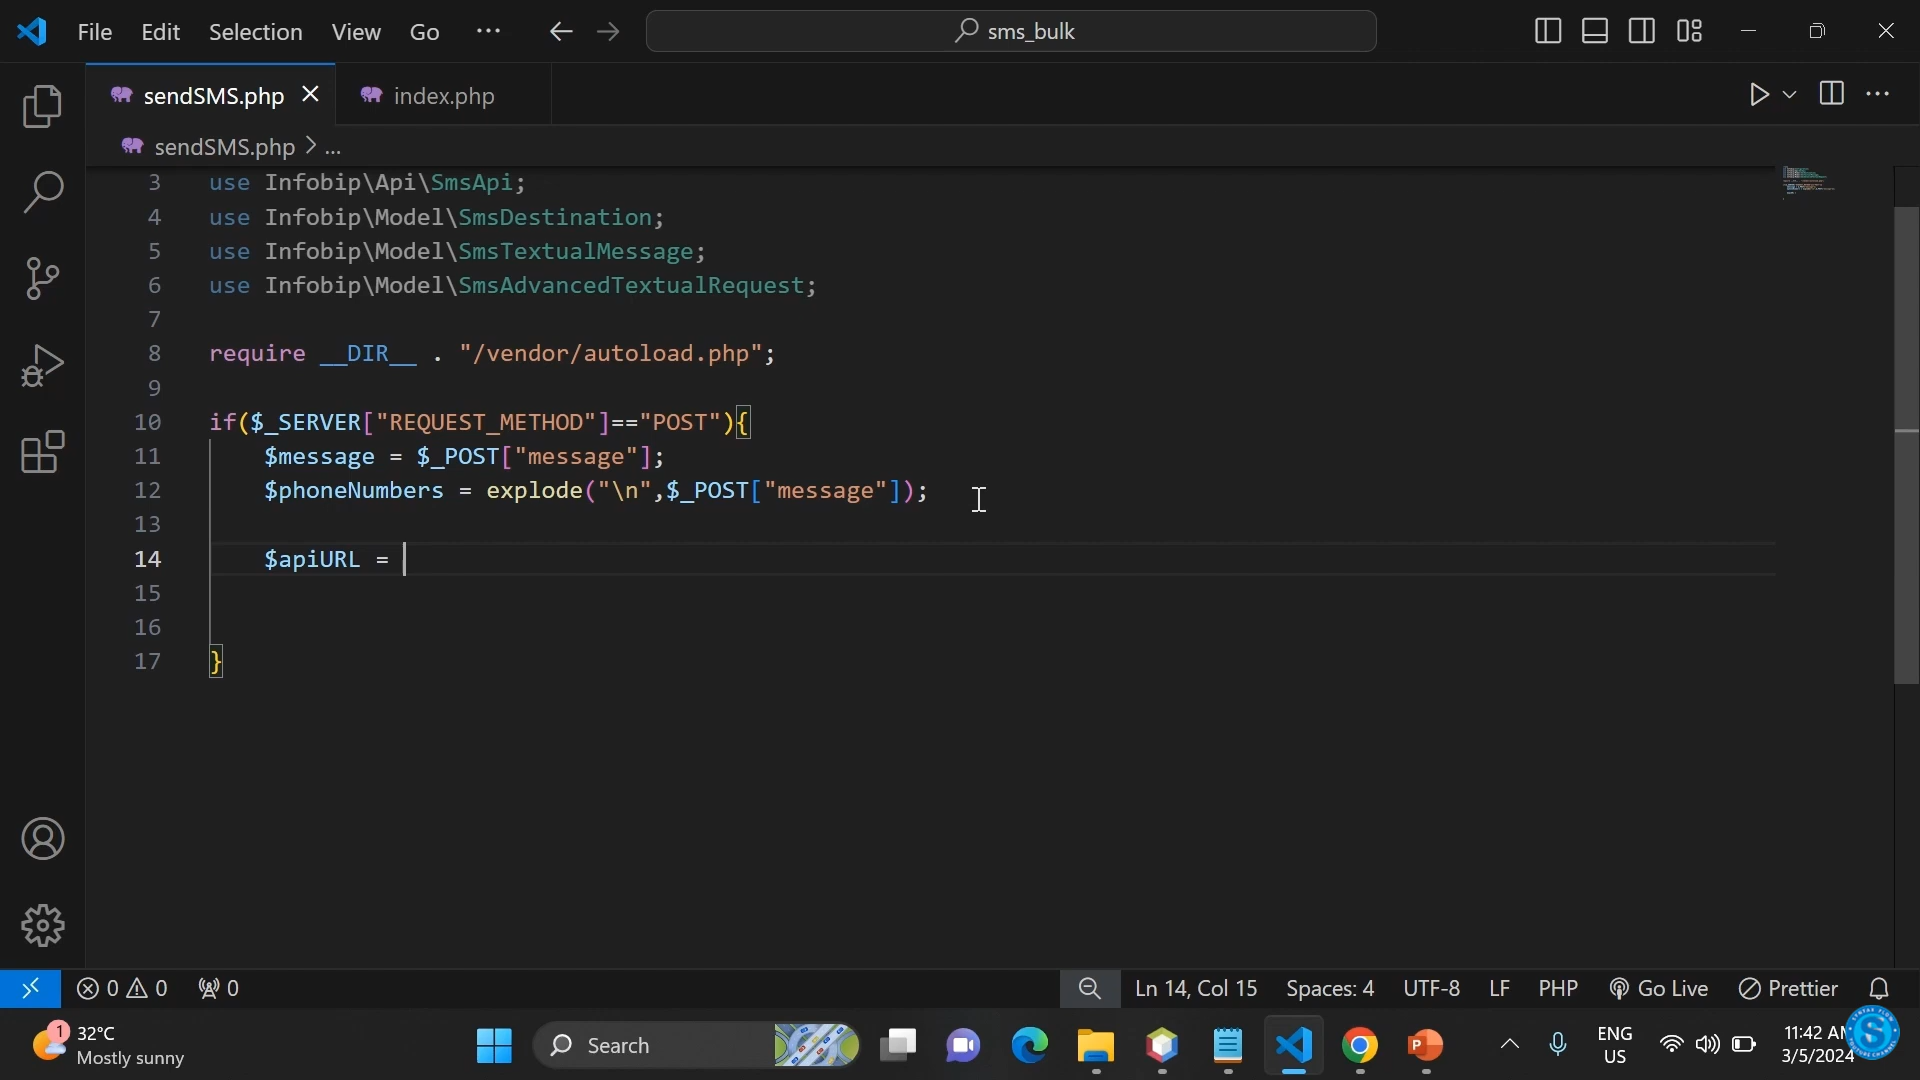 File Edit Selection View Go ··· sms_bulk
sendSMS.php index.php
sendSMS.php > ...
3 use Infobip\Api\SmsApi;
4 use Infobip\Model\SmsDestination;
5 use Infobip\Model\SmsTextualMessage;
6 use Infobip\Model\SmsAdvancedTextualRequest;
7
8 require __DIR__ . "/vendor/autoload.php";
9
10 if($_SERVER["REQUEST_METHOD"]=="POST"){
11 $message = $_POST["message"];
12 $phoneNumbers = explode("\n",$_POST["message"]);
13
14 $apiURL =
15
16
17 }
0 0 0 Ln 14, Col 15 Spaces: 4 UTF-8 LF PHP Go Live Prettier
1 32°C
Mostly sunny
Search
ENG
US
11:42 AM
3/5/2024